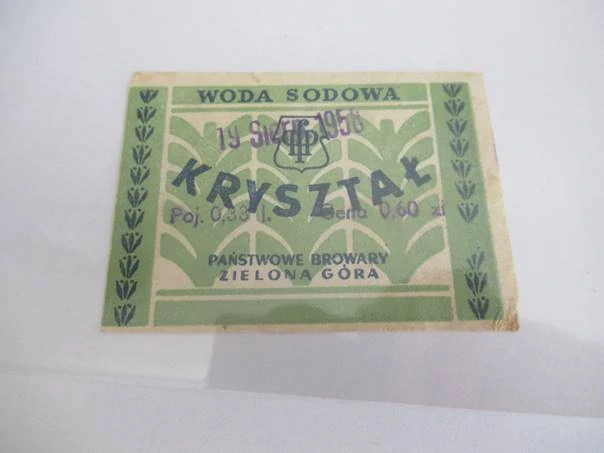 WODA SODOWA
19 Sierp. 1958
KRYSZTAŁ
Poj. 0,33 l. Cena 0,60 zł
PAŃSTWOWE BROWARY
ZIELONA GÓRA